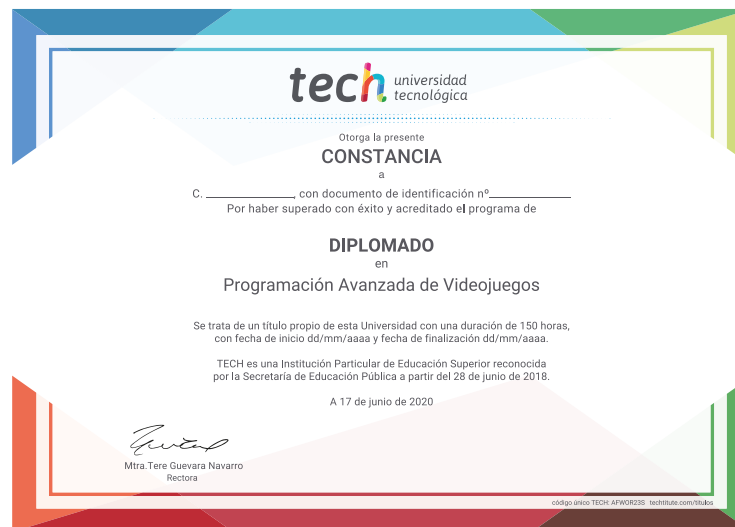 tech universidad
tecnológica
Otorga la presente
CONSTANCIA
a
C. ______________, con documento de identificación nº______________
Por haber superado con éxito y acreditado el programa de
DIPLOMADO
en
Programación Avanzada de Videojuegos
Se trata de un título propio de esta Universidad con una duración de 150 horas,
con fecha de inicio dd/mm/aaaa y fecha de finalización dd/mm/aaaa.
TECH es una Institución Particular de Educación Superior reconocida
por la Secretaría de Educación Pública a partir del 28 de junio de 2018.
A 17 de junio de 2020
Mtra.Tere Guevara Navarro
Rectora
código único TECH: AFWOR23S techtitute.com/titulos